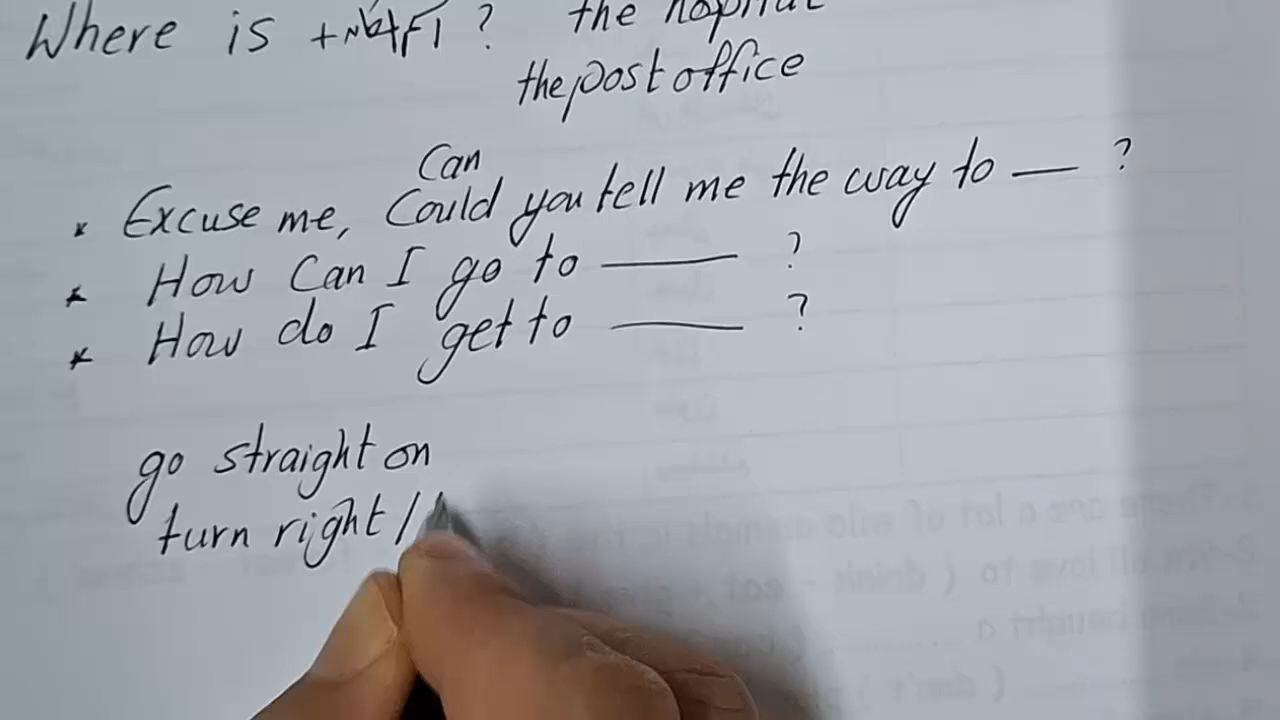 Where is ? the
the post office
Can
* Excuse me, Could you tell me the way to — ?
* How Can I go to —— ?
* How do I get to —— ?
go straight on
turn right /